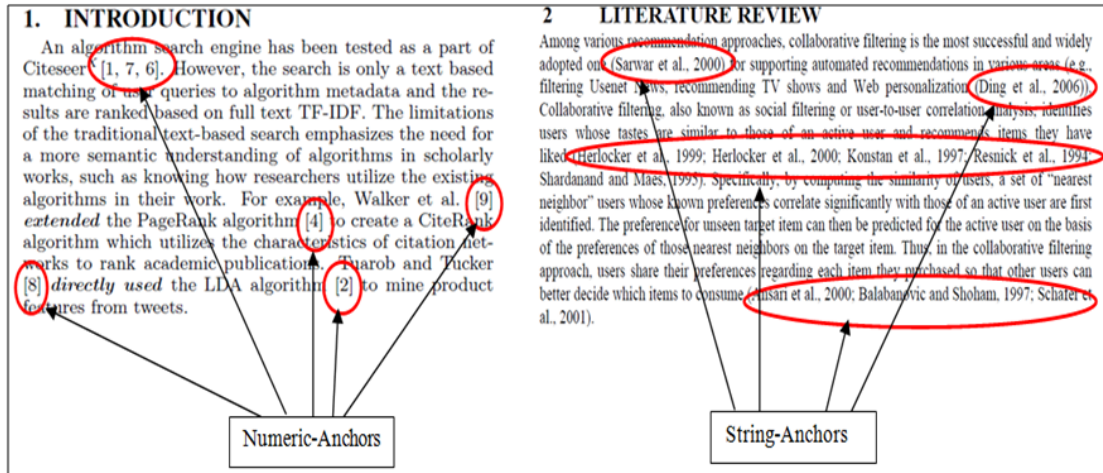 1. INTRODUCTION
An algorithm search engine has been tested as a part of
Citeseer [1, 7, 6]. However, the search is only a text based
matching of user queries to algorithm metadata and the re-
sults are ranked based on full text TF-IDF. The limitations
of the traditional text-based search emphasizes the need for
a more semantic understanding of algorithms in scholarly
works, such as knowing how researchers utilize the existing
algorithms in their work. For example, Walker et al. [9]
extended the PageRank algorithm [4] to create a CiteRank
algorithm which utilizes the characteristics of citation net-
works to rank academic publications. Tuarob and Tucker
[8] directly used the LDA algorithm [2] to mine product
features from tweets.
Numeric-Anchors
2 LITERATURE REVIEW
Among various recommendation approaches, collaborative filtering is the most successful and widely
adopted one (Sarwar et al., 2000) for supporting automated recommendations in various areas (e.g.,
filtering Usenet News, recommending TV shows and Web personalization (Ding et al., 2006)).
Collaborative filtering, also known as social filtering or user-to-user correlation analysis, identifies
users whose tastes are similar to those of an active user and recommends items they have
liked (Herlocker et al., 1999; Herlocker et al., 2000; Konstan et al., 1997; Resnick et al., 1994;
Shardanand and Maes, 1995). Specifically, by computing the similarity of users, a set of "nearest
neighbor" users whose known preferences correlate significantly with those of an active user are first
identified. The preference for unseen target item can then be predicted for the active user on the basis
of the preferences of those nearest neighbors on the target item. Thus, in the collaborative filtering
approach, users share their preferences regarding each item they purchased so that other users can
better decide which items to consume (Ansari et al., 2000; Balabanovic and Shoham, 1997; Schafer et
al., 2001).
String-Anchors